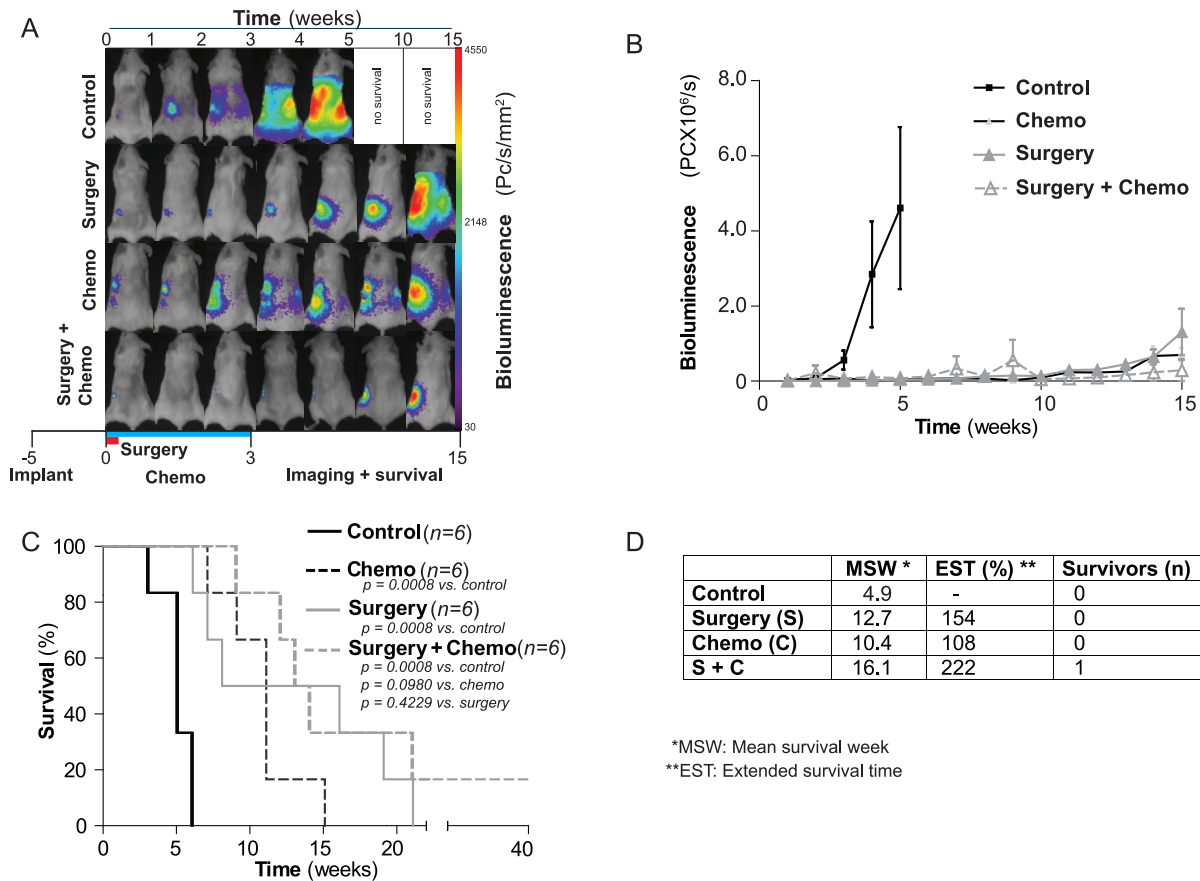 A
Time (weeks)
0 1 2 3 4 5 10 15
Control
no survival
no survival
Surgery
Chemo
Surgery +
Chemo
4550
2148
30
Bioluminescence (Pc/s/mm²)
Surgery
-5 0 3 15
Implant Chemo Imaging + survival
B
Bioluminescence (PCX10⁶/s)
8.0
6.0
4.0
2.0
0
0 5 10 15
Time (weeks)
Control
Chemo
Surgery
Surgery + Chemo
C
Survival (%)
100
80
60
40
20
0
0 5 10 15 20 40
Time (weeks)
Control (n=6)
Chemo (n=6)
p = 0.0008 vs. control
Surgery (n=6)
p = 0.0008 vs. control
Surgery + Chemo (n=6)
p = 0.0008 vs. control
p = 0.0980 vs. chemo
p = 0.4229 vs. surgery
D
MSW * EST (%) ** Survivors (n)
Control 4.9 - 0
Surgery (S) 12.7 154 0
Chemo (C) 10.4 108 0
S + C 16.1 222 1
*MSW: Mean survival week
**EST: Extended survival time